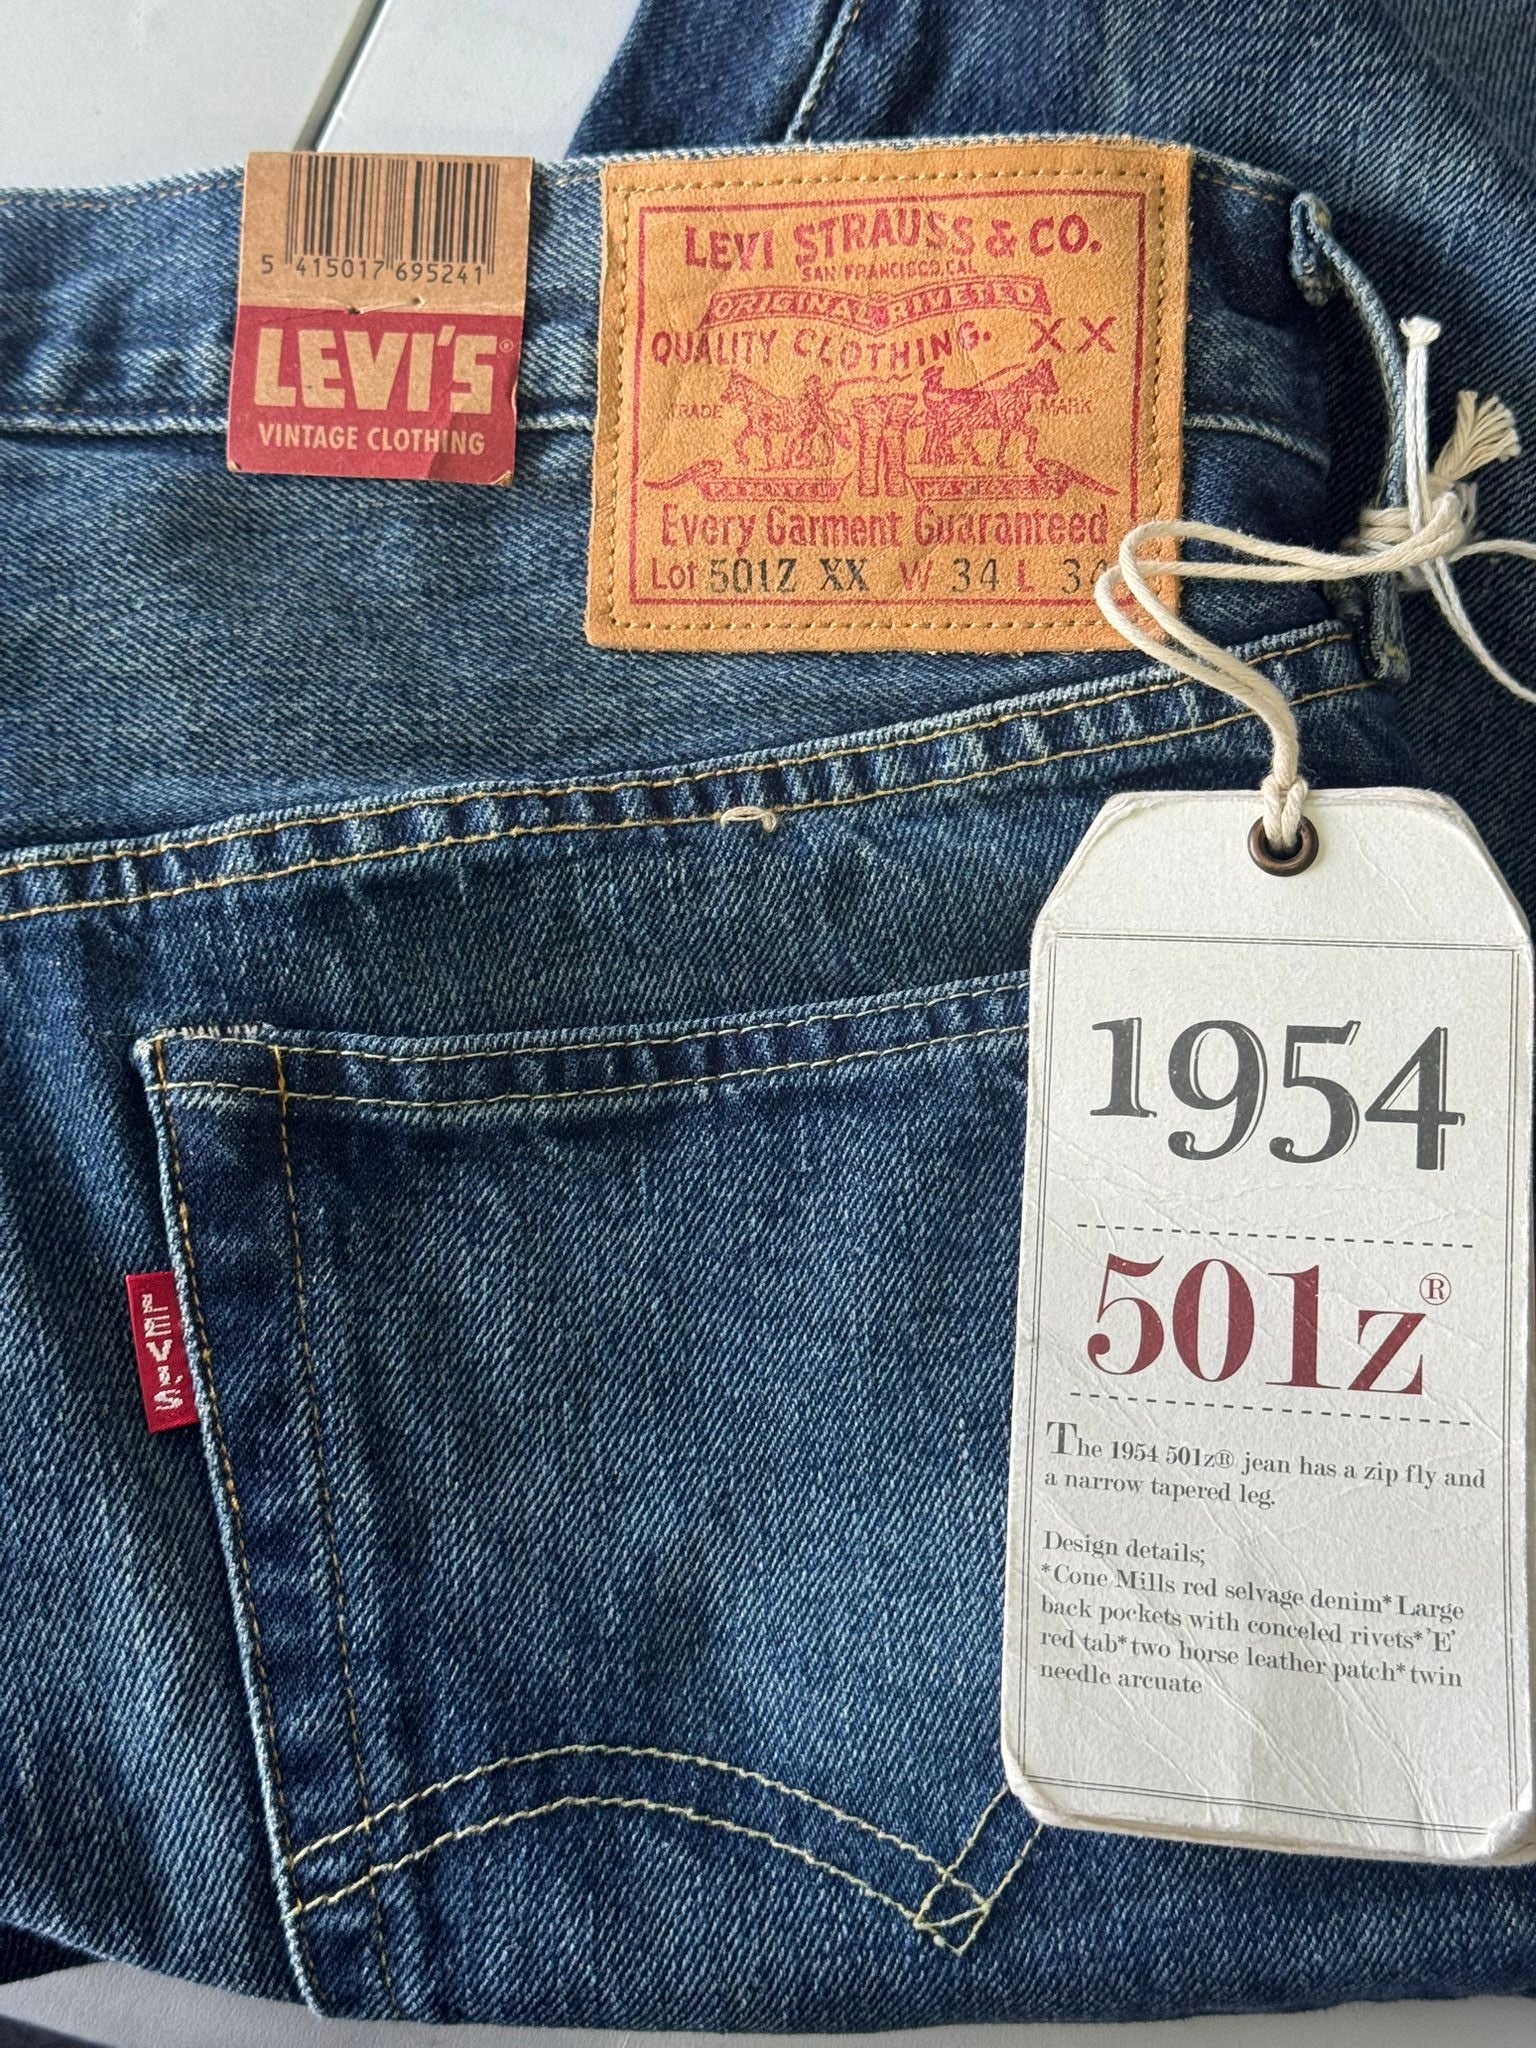 5 415017 695241
LEVI'S®
VINTAGE CLOTHING
LEVI STRAUSS & CO.
SAN FRANCISCO, CAL
ORIGINAL RIVETED
QUALITY CLOTHING. XX
TRADE MARK
Every Garment Guaranteed
Lot 501Z XX W 34 L 34
LEVI'S
1954
501z®
The 1954 501z® jean has a zip fly and
a narrow tapered leg.
Design details;
*Cone Mills red selvage denim*Large
back pockets with conceled rivets*'E'
red tab*two horse leather patch*twin
needle arcuate